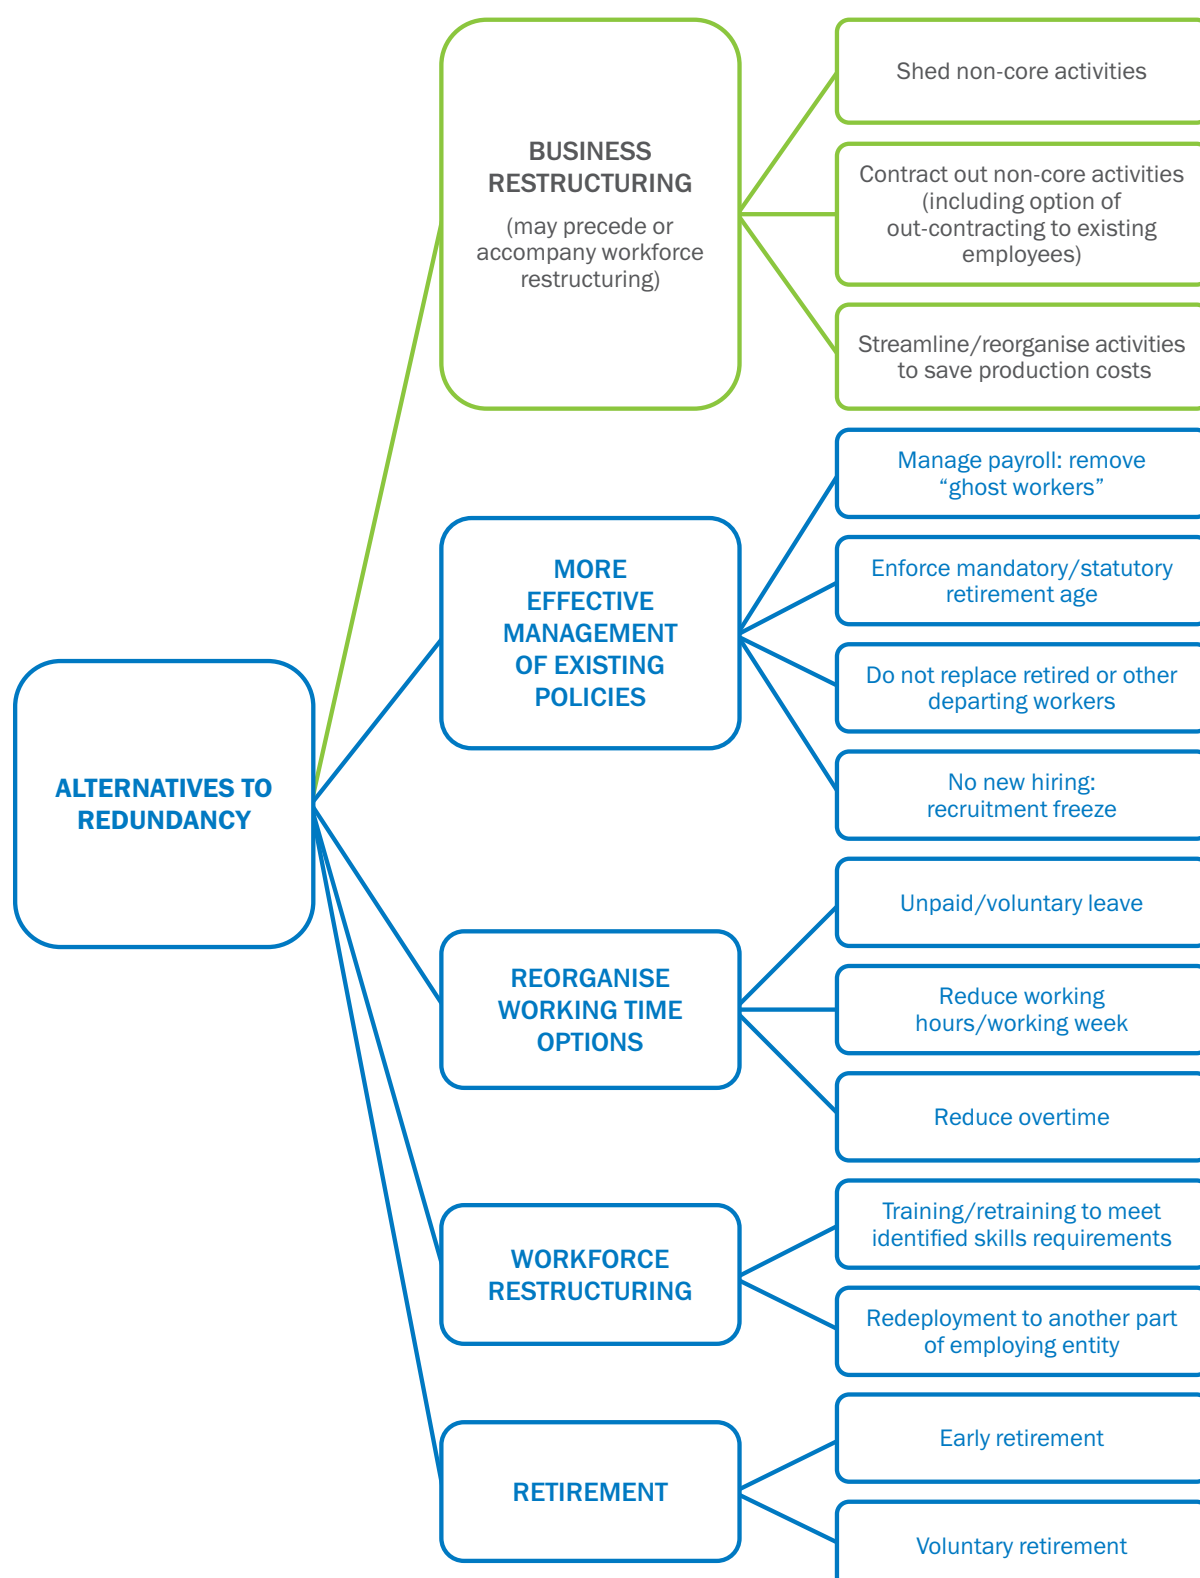 ALTERNATIVES TO
REDUNDANCY
BUSINESS
RESTRUCTURING
(may precede or
accompany workforce
restructuring)
Shed non-core activities
Contract out non-core activities
(including option of
out-contracting to existing
employees)
Streamline/reorganise activities
to save production costs
MORE
EFFECTIVE
MANAGEMENT
OF EXISTING
POLICIES
Manage payroll: remove
“ghost workers”
Enforce mandatory/statutory
retirement age
Do not replace retired or other
departing workers
No new hiring:
recruitment freeze
REORGANISE
WORKING TIME
OPTIONS
Unpaid/voluntary leave
Reduce working
hours/working week
Reduce overtime
WORKFORCE
RESTRUCTURING
Training/retraining to meet
identified skills requirements
Redeployment to another part
of employing entity
RETIREMENT
Early retirement
Voluntary retirement